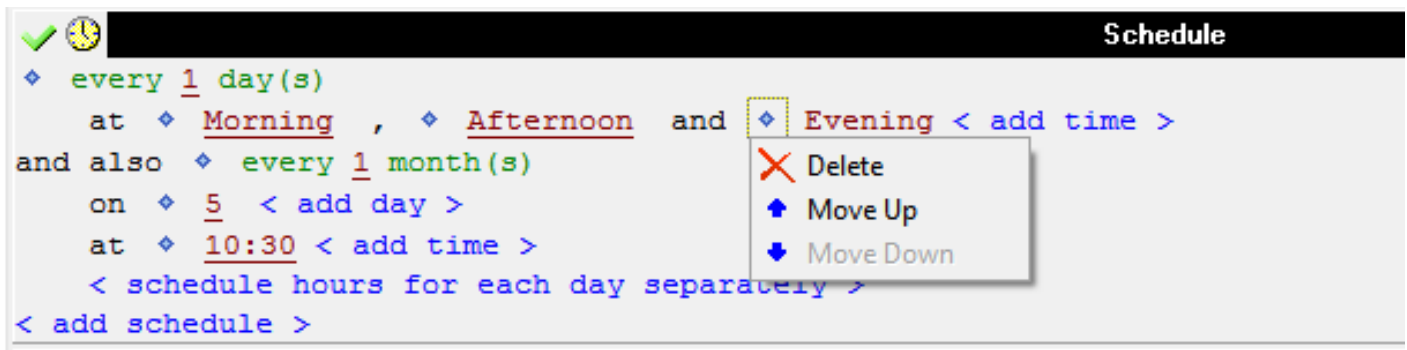 Schedule
every 1 day(s)
at Morning , Afternoon and Evening < add time >
and also every 1 month(s)
Delete
on 5 < add day >
Move Up
at 10:30 < add time >
Move Down
< schedule hours for each day separately >
< add schedule >